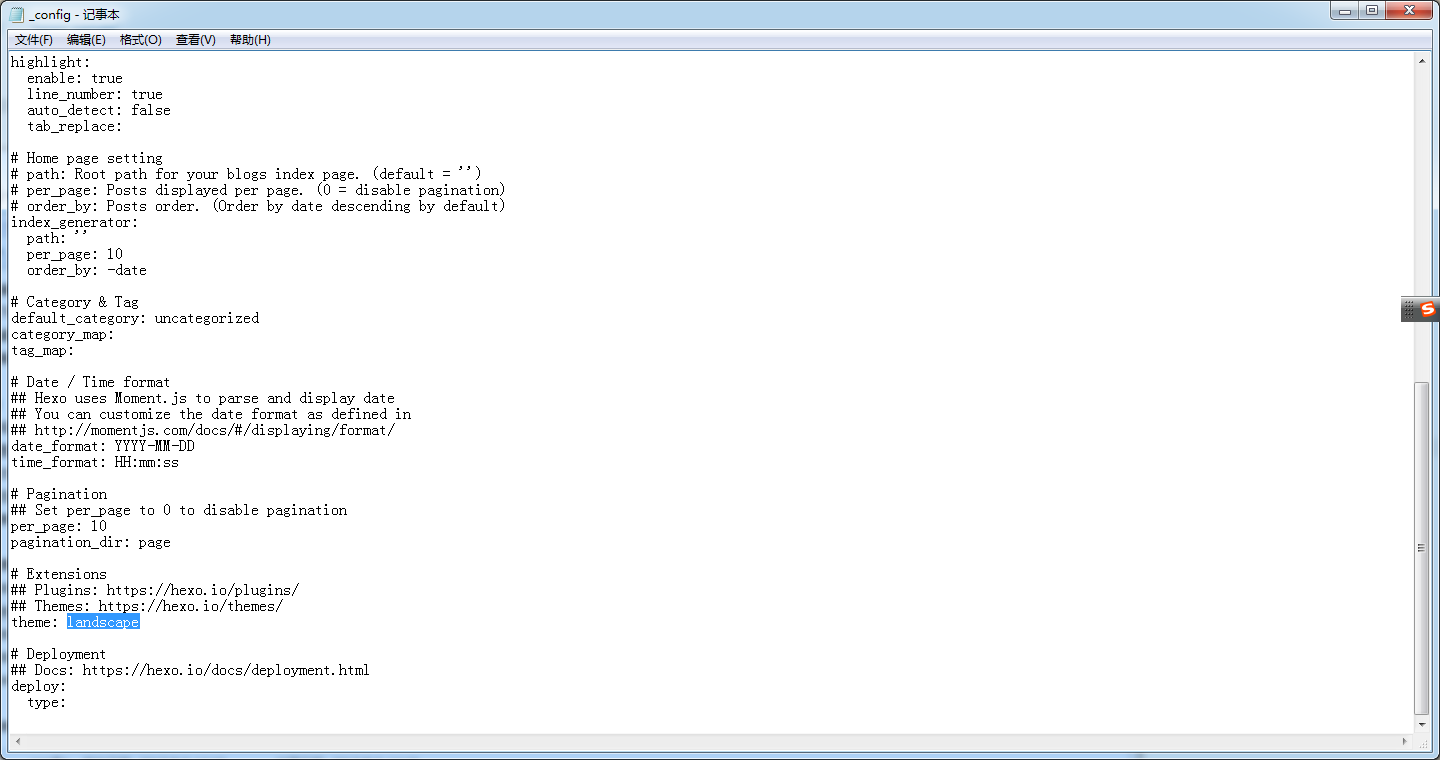 _config - 记事本
文件(F) 编辑(E) 格式(O) 查看(V) 帮助(H)
highlight:
  enable: true
  line_number: true
  auto_detect: false
  tab_replace:

# Home page setting
# path: Root path for your blogs index page. (default = '')
# per_page: Posts displayed per page. (0 = disable pagination)
# order_by: Posts order. (Order by date descending by default)
index_generator:
  path: ''
  per_page: 10
  order_by: -date

# Category & Tag
default_category: uncategorized
category_map:
tag_map:

# Date / Time format
## Hexo uses Moment.js to parse and display date
## You can customize the date format as defined in
## http://momentjs.com/docs/#/displaying/format/
date_format: YYYY-MM-DD
time_format: HH:mm:ss

# Pagination
## Set per_page to 0 to disable pagination
per_page: 10
pagination_dir: page

# Extensions
## Plugins: https://hexo.io/plugins/
## Themes: https://hexo.io/themes/
theme: landscape

# Deployment
## Docs: https://hexo.io/docs/deployment.html
deploy:
  type: